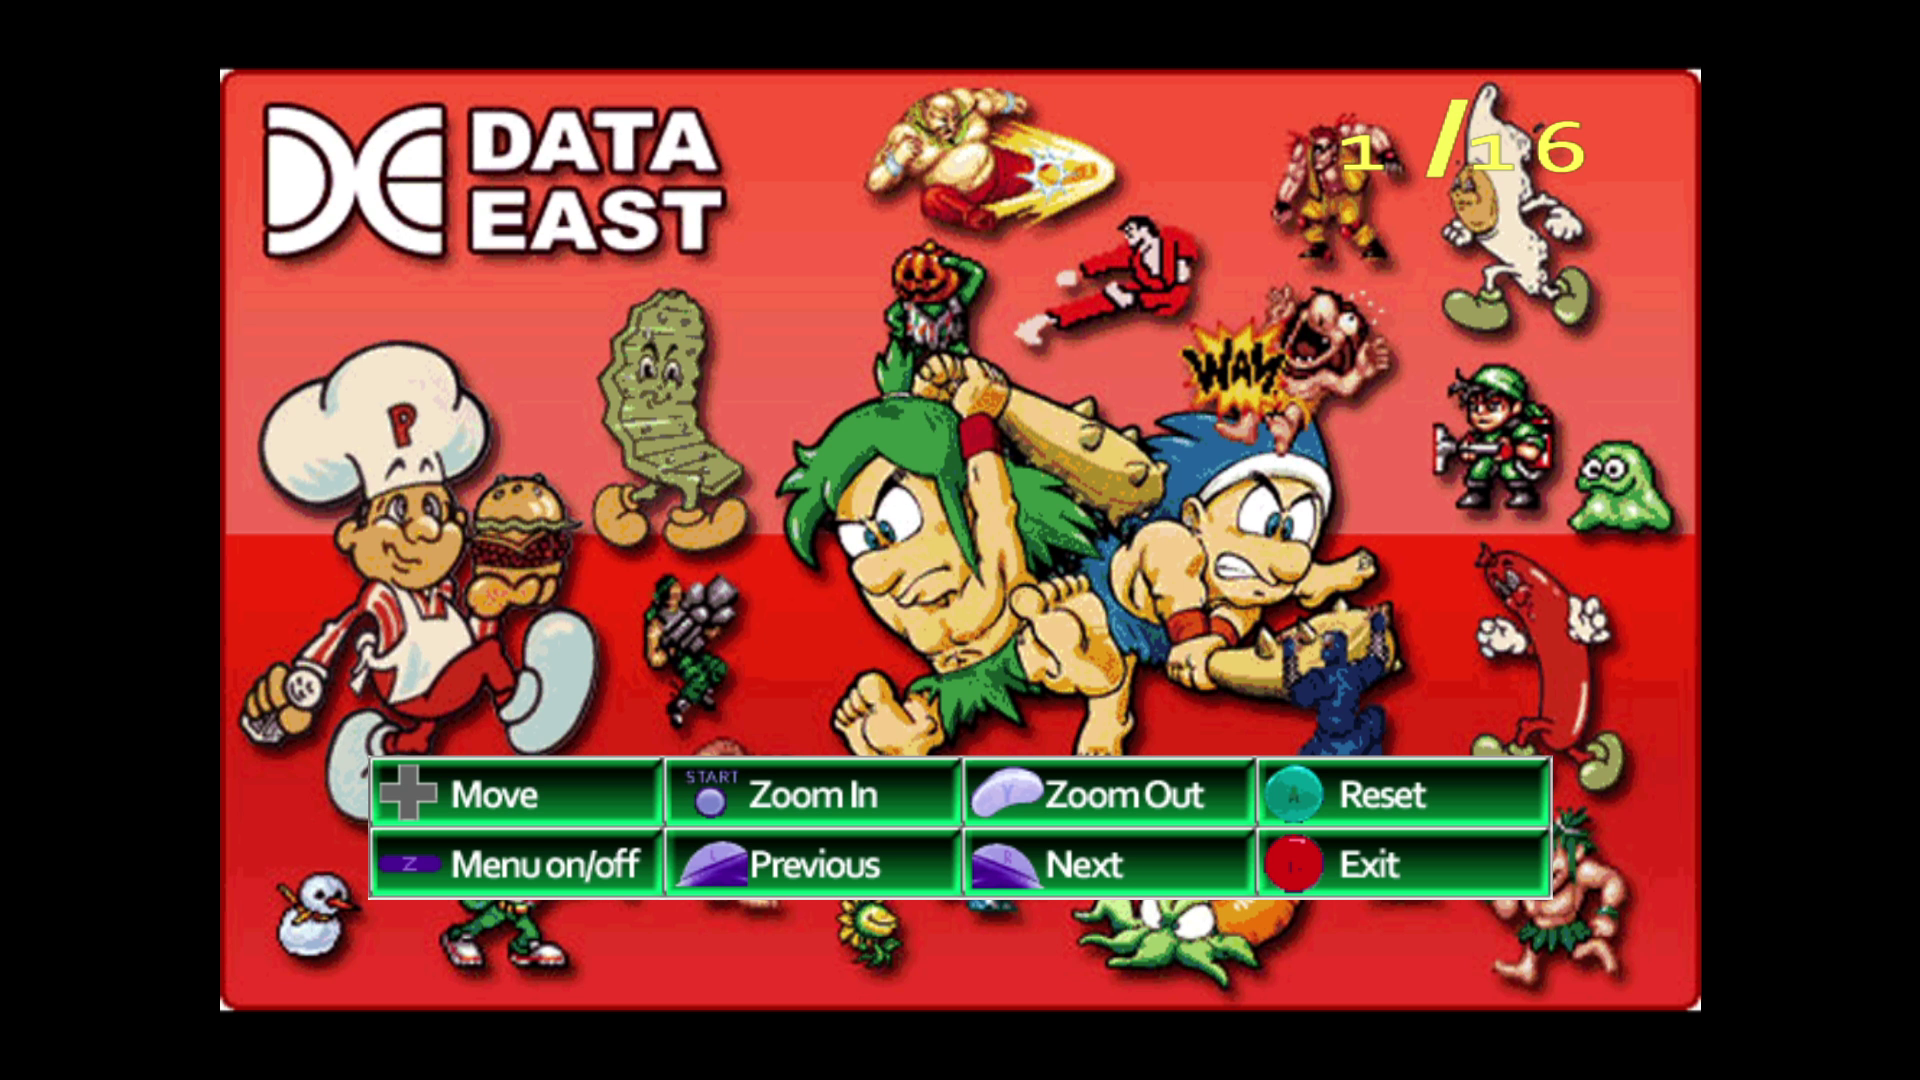 DATA
EAST
1 / 16
P
WAH
START
Move
Zoom In
Y
Zoom Out
A
Reset
Z
Menu on/off
L
Previous
R
Next
Exit